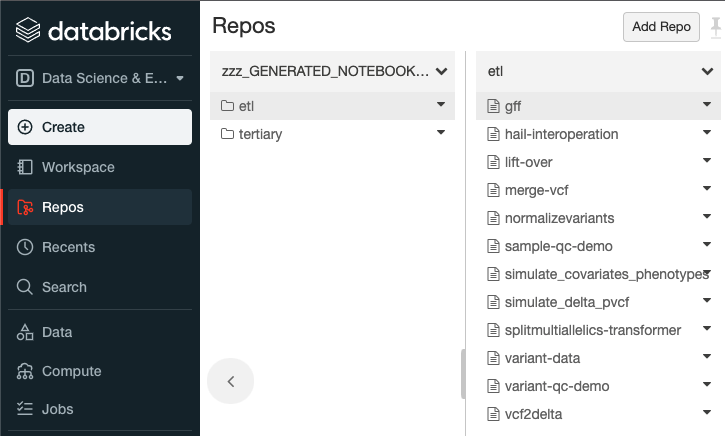 databricks
Data Science & E...
Create
Workspace
Repos
Recents
Search
Data
Compute
Jobs
Repos
Add Repo
zzz_GENERATED_NOTEBOOK...
etl
tertiary
etl
gff
hail-interoperation
lift-over
merge-vcf
normalizevariants
sample-qc-demo
simulate_covariates_phenotypes
simulate_delta_pvcf
splitmultiallelics-transformer
variant-data
variant-qc-demo
vcf2delta